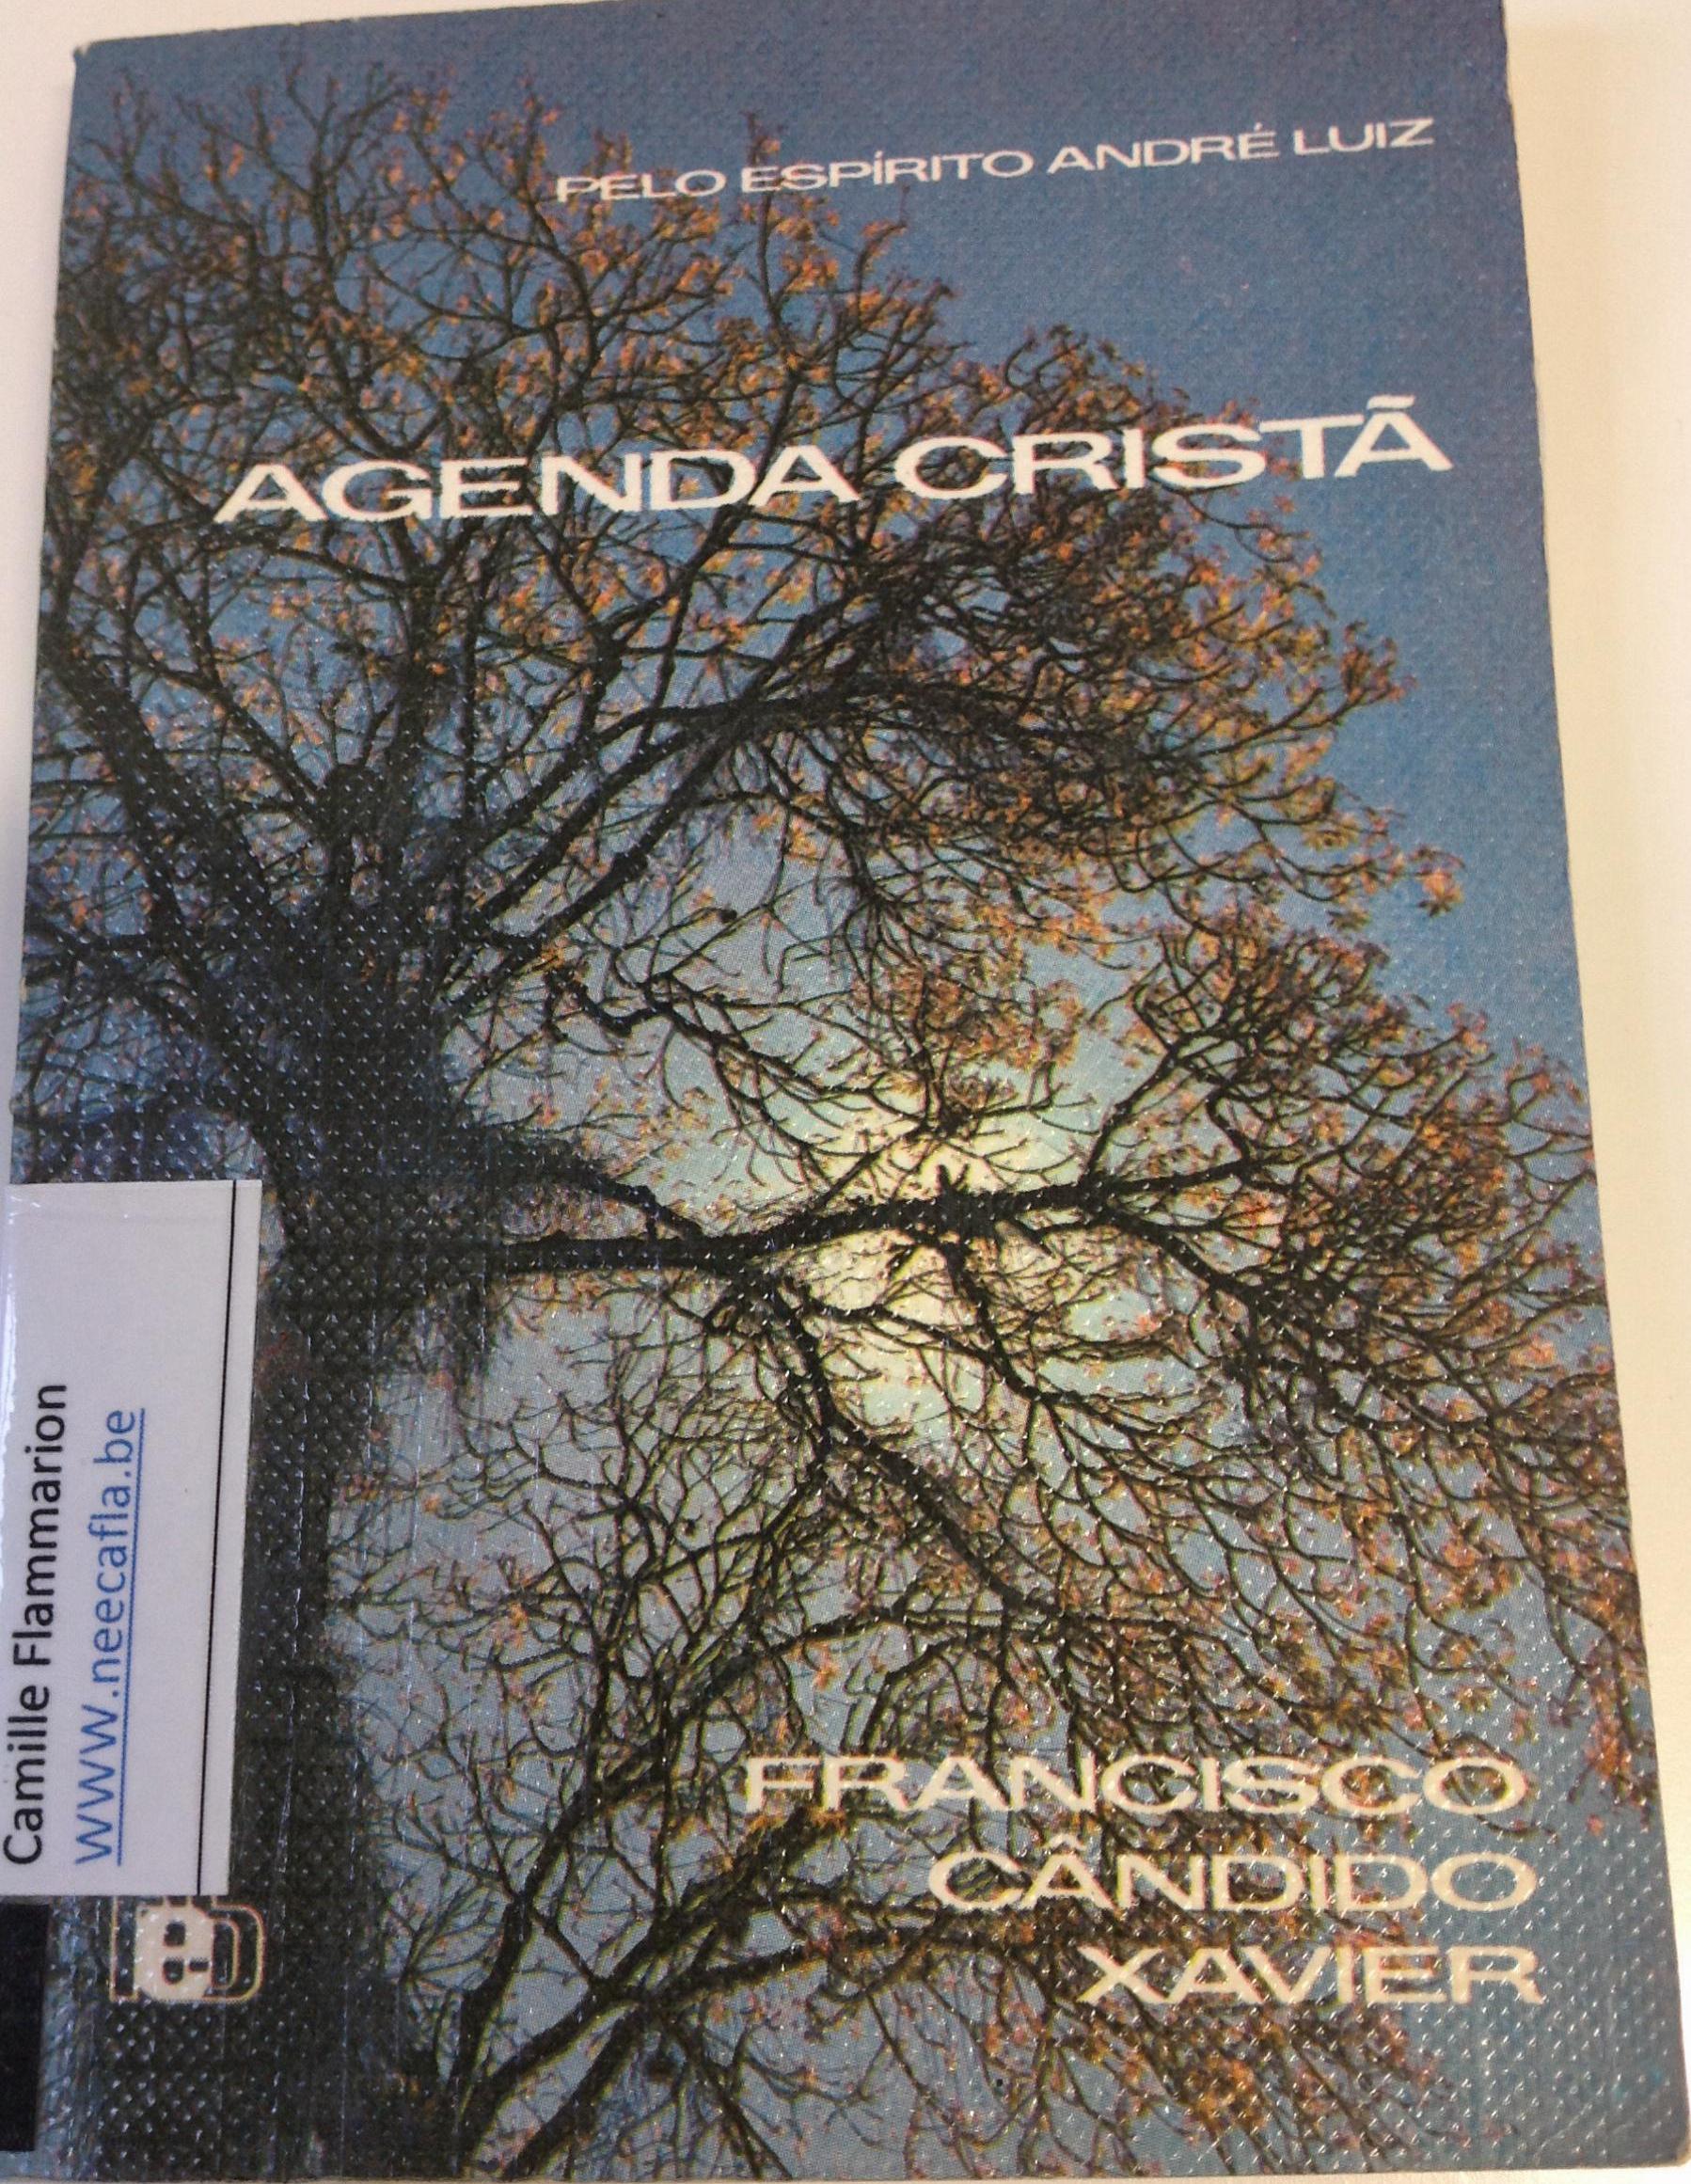 PELO ESPÍRITO ANDRÉ LUIZ
AGENDA CRISTÃ
Camille Flammarion
www.neecafla.be
FRANCISCO
CÂNDIDO
XAVIER